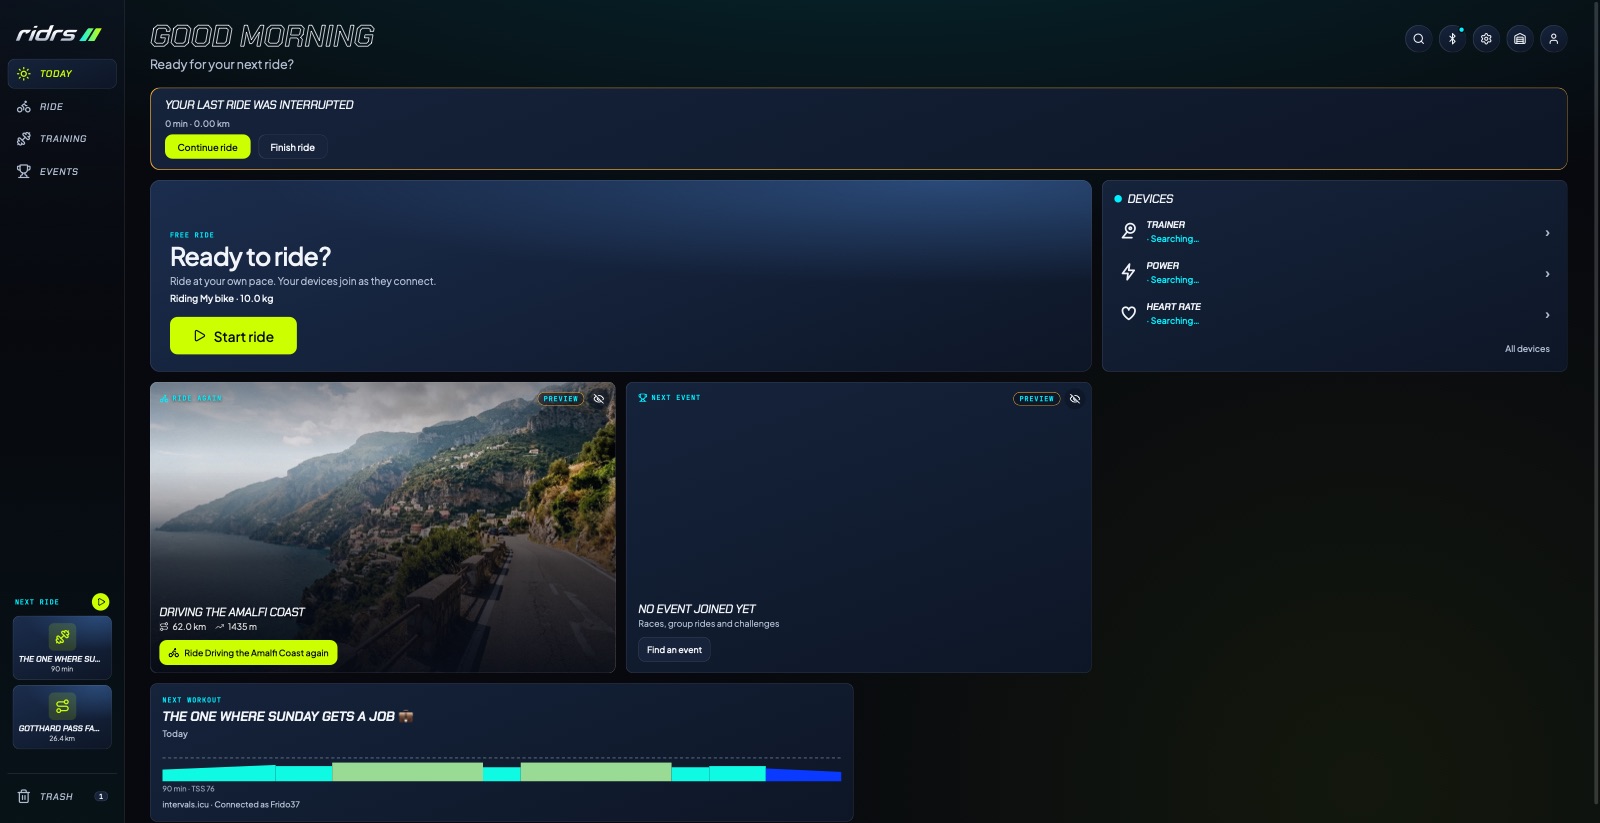 ridrs
TODAY
RIDE
TRAINING
EVENTS
NEXT RIDE
THE ONE WHERE SU...
90 min
GOTTHARD PASS FA...
26.4 km
TRASH 1
GOOD MORNING
Ready for your next ride?
YOUR LAST RIDE WAS INTERRUPTED
0 min · 0.00 km
Continue ride Finish ride
FREE RIDE
Ready to ride?
Ride at your own pace. Your devices join as they connect.
Riding My bike · 10.0 kg
Start ride
DEVICES
TRAINER
· Searching...
POWER
· Searching...
HEART RATE
· Searching...
All devices
RIDE AGAIN PREVIEW
DRIVING THE AMALFI COAST
62.0 km 1435 m
Ride Driving the Amalfi Coast again
NEXT EVENT PREVIEW
NO EVENT JOINED YET
Races, group rides and challenges
Find an event
NEXT WORKOUT
THE ONE WHERE SUNDAY GETS A JOB 💼
Today
90 min · TSS 76
intervals.icu · Connected as Frido37